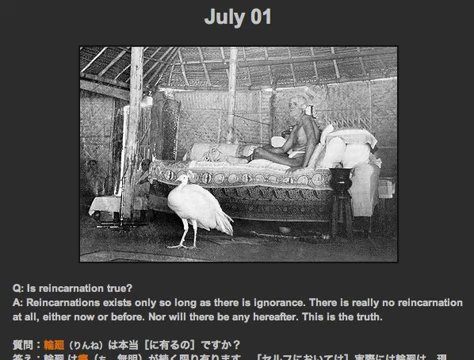 July 01
Q: Is reincarnation true?
A: Reincarnations exists only so long as there is ignorance. There is really no reincarnation
at all, either now or before. Nor will there be any hereafter. This is the truth.
質問：輪廻（りんね）は本当［に有るの］ですか？